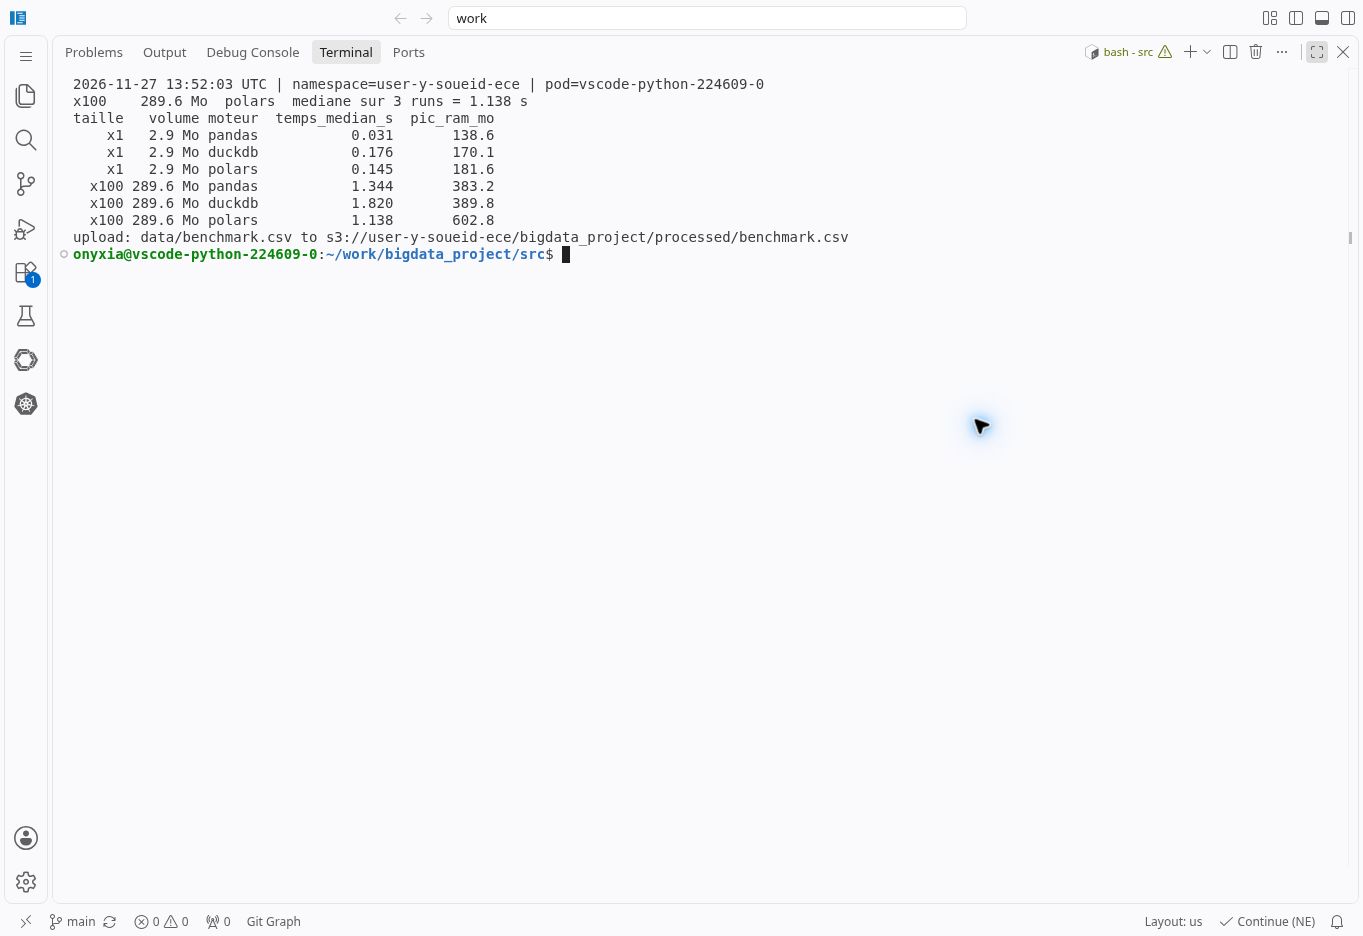 work
Problems Output Debug Console Terminal Ports bash - src
2026-11-27 13:52:03 UTC | namespace=user-y-soueid-ece | pod=vscode-python-224609-0
x100    289.6 Mo  polars  mediane sur 3 runs = 1.138 s
taille   volume moteur  temps_median_s  pic_ram_mo
    x1   2.9 Mo pandas           0.031       138.6
    x1   2.9 Mo duckdb           0.176       170.1
    x1   2.9 Mo polars           0.145       181.6
  x100 289.6 Mo pandas           1.344       383.2
  x100 289.6 Mo duckdb           1.820       389.8
  x100 289.6 Mo polars           1.138       602.8
upload: data/benchmark.csv to s3://user-y-soueid-ece/bigdata_project/processed/benchmark.csv
onyxia@vscode-python-224609-0:~/work/bigdata_project/src$
1
main 0 0 0 Git Graph Layout: us Continue (NE)